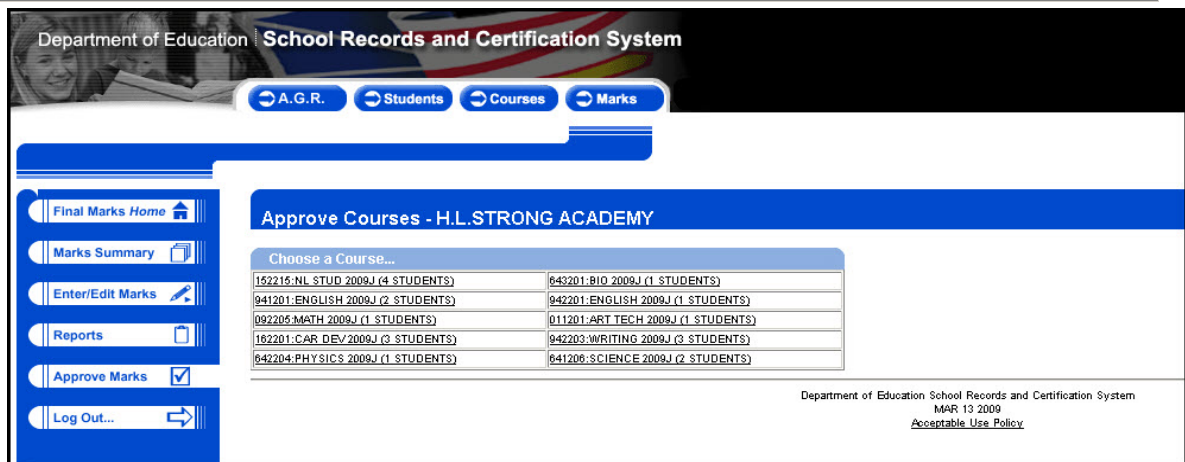 Department of Education School Records and Certification System
A.G.R. Students Courses Marks
Final Marks Home
Marks Summary
Enter/Edit Marks
Reports
Approve Marks
Log Out...
Approve Courses - H.L.STRONG ACADEMY
Choose a Course...
152215:NL STUD 2009J (4 STUDENTS) 643201:BIO 2009J (1 STUDENTS)
941201:ENGLISH 2009J (2 STUDENTS) 942201:ENGLISH 2009J (1 STUDENTS)
092205:MATH 2009J (1 STUDENTS) 011201:ART TECH 2009J (1 STUDENTS)
162201:CAR DEV 2009J (3 STUDENTS) 942203:WRITING 2009J (3 STUDENTS)
642204:PHYSICS 2009J (1 STUDENTS) 641206:SCIENCE 2009J (2 STUDENTS)
Department of Education School Records and Certification System
MAR 13 2009
Acceptable Use Policy